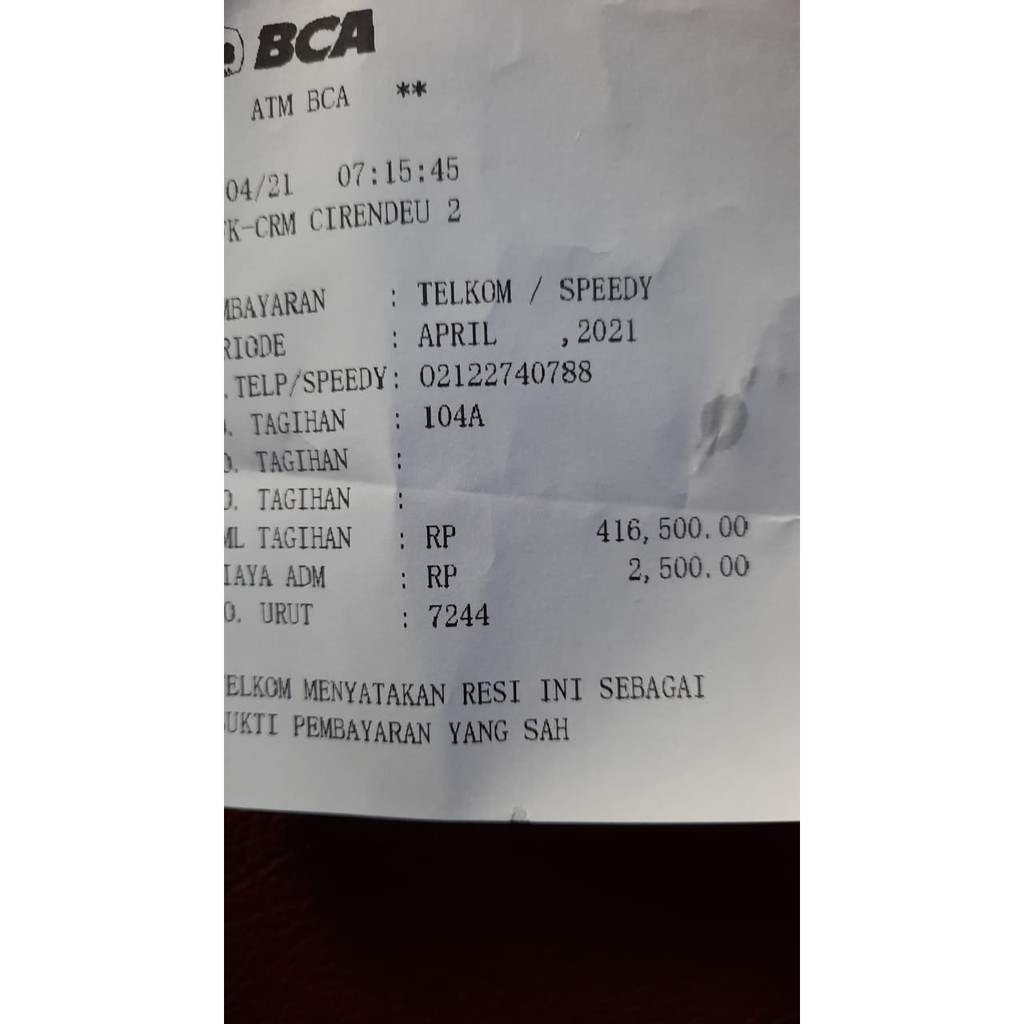 BCA
ATM BCA **
04/21 07:15:45
K-CRM CIRENDEU 2
MBAYARAN : TELKOM / SPEEDY
RIODE : APRIL ,2021
. TELP/SPEEDY: 02122740788
. TAGIHAN : 104A
O. TAGIHAN :
O. TAGIHAN :
ML TAGIHAN : RP 416,500.00
IAYA ADM : RP 2,500.00
O. URUT : 7244
ELKOM MENYATAKAN RESI INI SEBAGAI
UKTI PEMBAYARAN YANG SAH